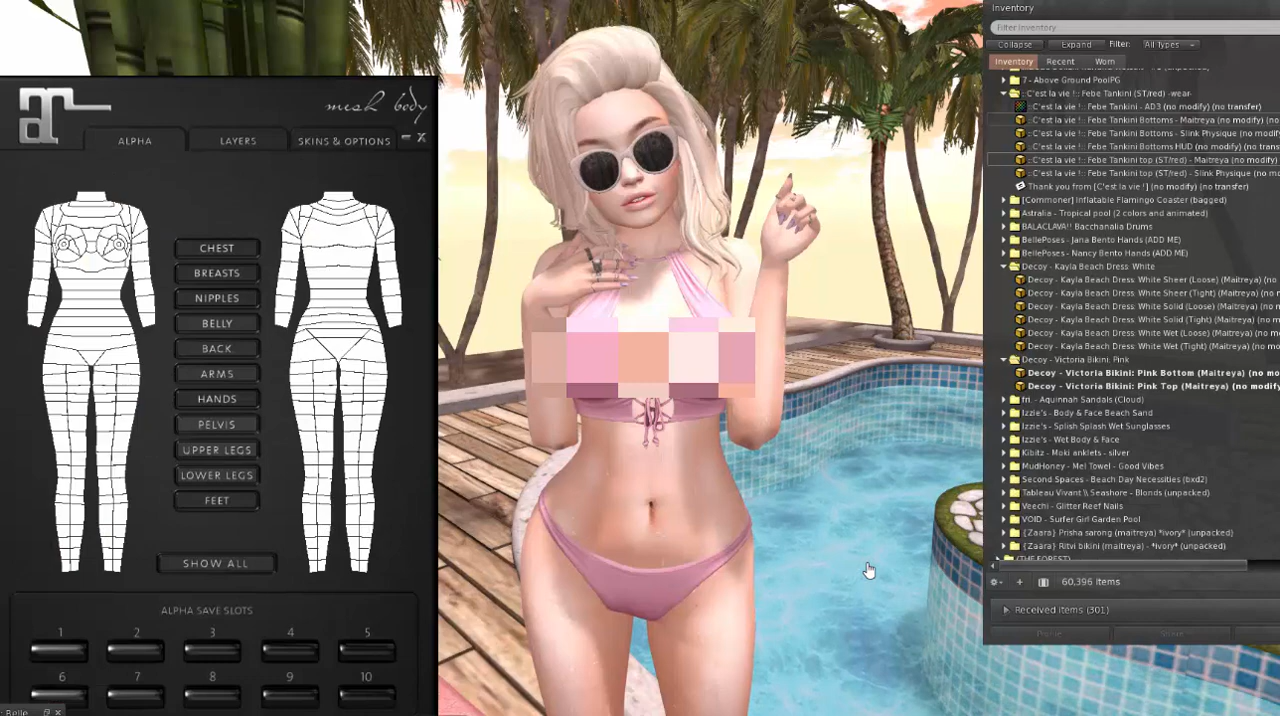 mesh body
ALPHA
LAYERS
SKINS & OPTIONS
X
CHEST
BREASTS
NIPPLES
BELLY
BACK
ARMS
HANDS
PELVIS
UPPER LEGS
LOWER LEGS
FEET
SHOW ALL
ALPHA SAVE SLOTS
1 2 3 4 5
6 7 8 9 10
Belle
Inventory
Filter Inventory
Collapse Expand Filter: All Types
Inventory Recent Worn
7 - Above Ground PoolPG
:: C'est la vie !:: Febe Tankini (ST/red) -wear-
::C'est la vie !:: Febe Tankini - AD3 (no modify) (no transfer)
::C'est la vie !:: Febe Tankini Bottoms - Maitreya (no modify) (no
::C'est la vie !:: Febe Tankini Bottoms - Slink Physique (no modif
::C'est la vie !:: Febe Tankini Bottoms HUD (no modify) (no trans
::C'est la vie !:: Febe Tankini top (ST/red) - Maitreya (no modify)
::C'est la vie !:: Febe Tankini top (ST/red) - Slink Physique (no m
Thank you from [C'est la vie !] (no modify) (no transfer)
[Commoner] Inflatable Flamingo Coaster (bagged)
Astralia - Tropical pool (2 colors and animated)
BALACLAVA!! Bacchanalia Drums
BellePoses - Jana Bento Hands (ADD ME)
BellePoses - Nancy Bento Hands (ADD ME)
Decoy - Kayla Beach Dress: White
Decoy - Kayla Beach Dress: White Sheer (Loose) (Maitreya) (no
Decoy - Kayla Beach Dress: White Sheer (Tight) (Maitreya) (no m
Decoy - Kayla Beach Dress: White Solid (Loose) (Maitreya) (no m
Decoy - Kayla Beach Dress: White Solid (Tight) (Maitreya) (no m
Decoy - Kayla Beach Dress: White Wet (Loose) (Maitreya) (no m
Decoy - Kayla Beach Dress: White Wet (Tight) (Maitreya) (no mo
Decoy - Victoria Bikini: Pink
Decoy - Victoria Bikini: Pink Bottom (Maitreya) (no mo
Decoy - Victoria Bikini: Pink Top (Maitreya) (no modif
fri. - Aquinnah Sandals (Cloud)
Izzie's - Body & Face Beach Sand
Izzie's - Splish Splash Wet Sunglasses
Izzie's - Wet Body & Face
Kibitz - Moki anklets - silver
MudHoney - Mel Towel - Good Vibes
Second Spaces - Beach Day Necessities (bxd2)
Tableau Vivant \\ Seashore - Blonds (unpacked)
Veechi - Glitter Reef Nails
VOID - Surfer Girl Garden Pool
{Zaara} Prisha sarong (maitreya) *ivory* (unpacked)
{Zaara} Ritvi bikini (maitreya) - *ivory* (unpacked)
60,396 Items
Received Items (301)
Profile